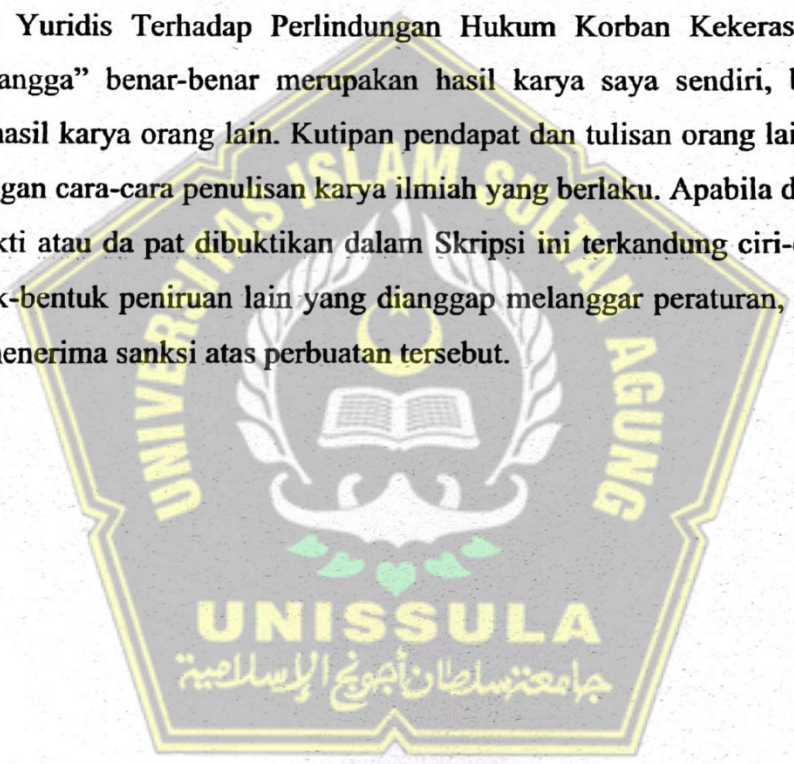 Yuridis Terhadap Perlindungan Hukum Korban Kekeras
angga” benar-benar merupakan hasil karya saya sendiri, b
hasil karya orang lain. Kutipan pendapat dan tulisan orang lai
gan cara-cara penulisan karya ilmiah yang berlaku. Apabila d
kti atau da pat dibuktikan dalam Skripsi ini terkandung ciri-
k-bentuk peniruan lain yang dianggap melanggar peraturan,
menerima sanksi atas perbuatan tersebut.
UNIVERSITAS ISLAM SULTAN AGUNG
UNISSULA
جامعة سلطان أجونج الإسلامية